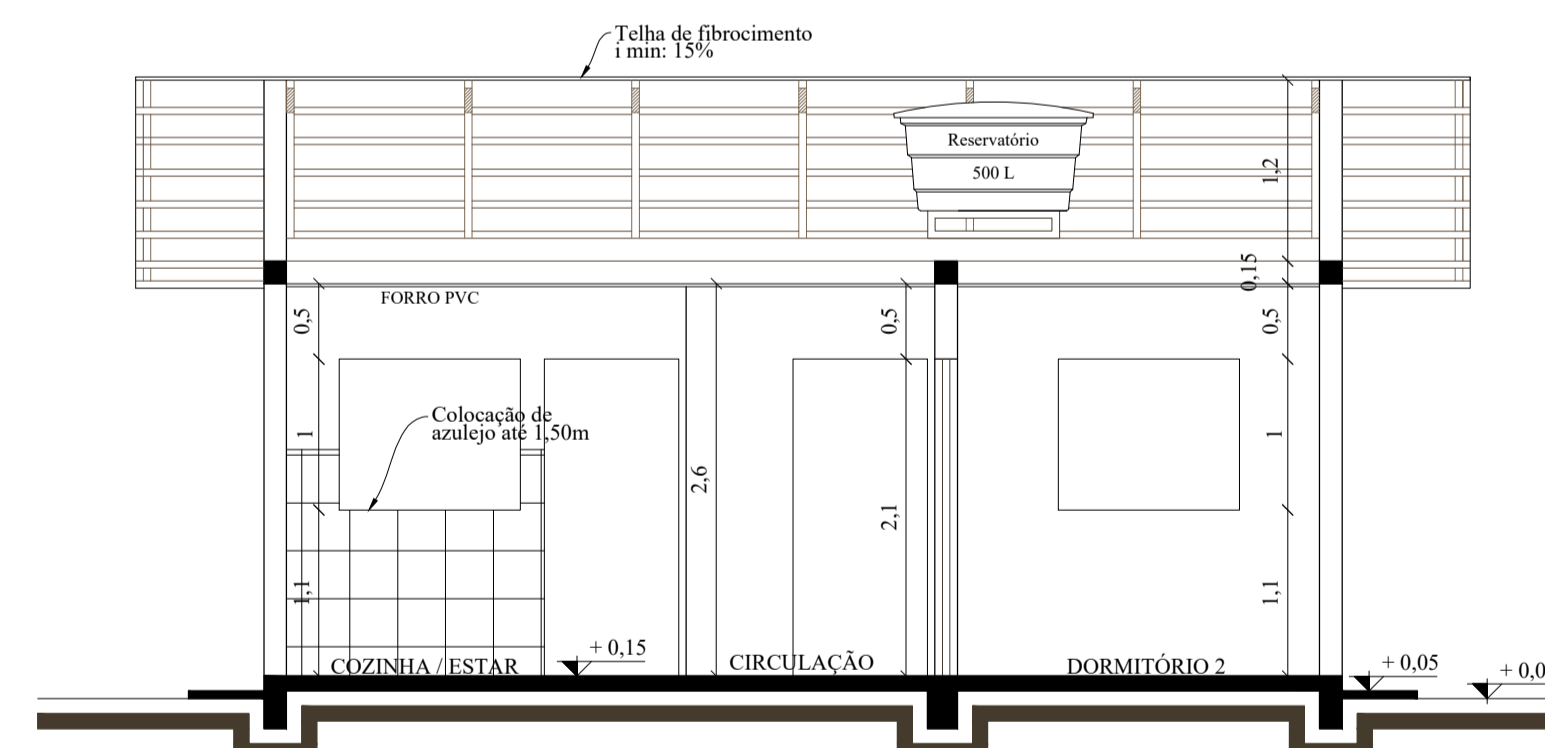 Telha de fibrocimento
i min: 15%
Reservatório
500 L
1,2
0,15
FORRO PVC
0,5
0,5
0,5
Colocação de
azulejo até 1,50m
1
1
2,6
2,1
1,1
1,1
COZINHA / ESTAR
+ 0,15
CIRCULAÇÃO
DORMITÓRIO 2
+ 0,05
+ 0,0